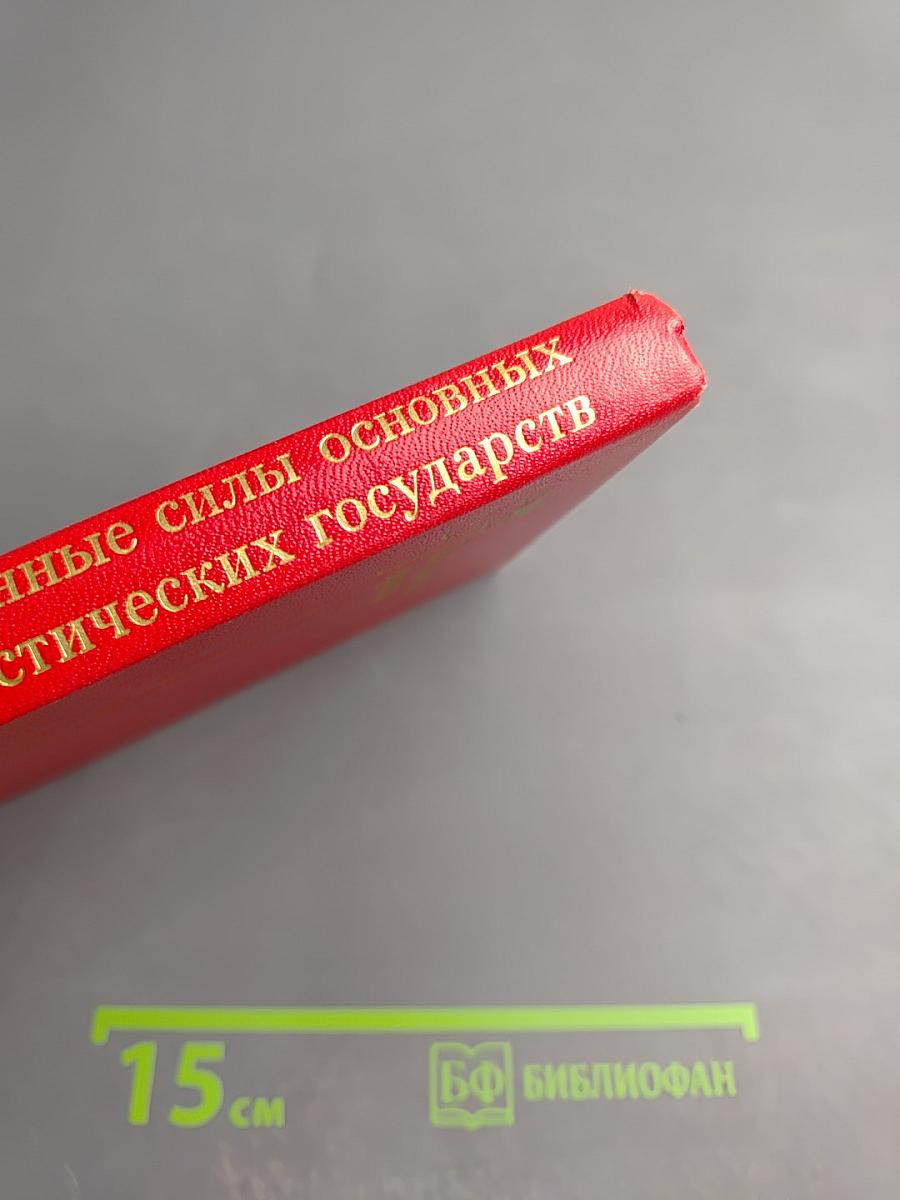 нные силы основных
стических государств
15 см
БФ БИБЛИОФАН